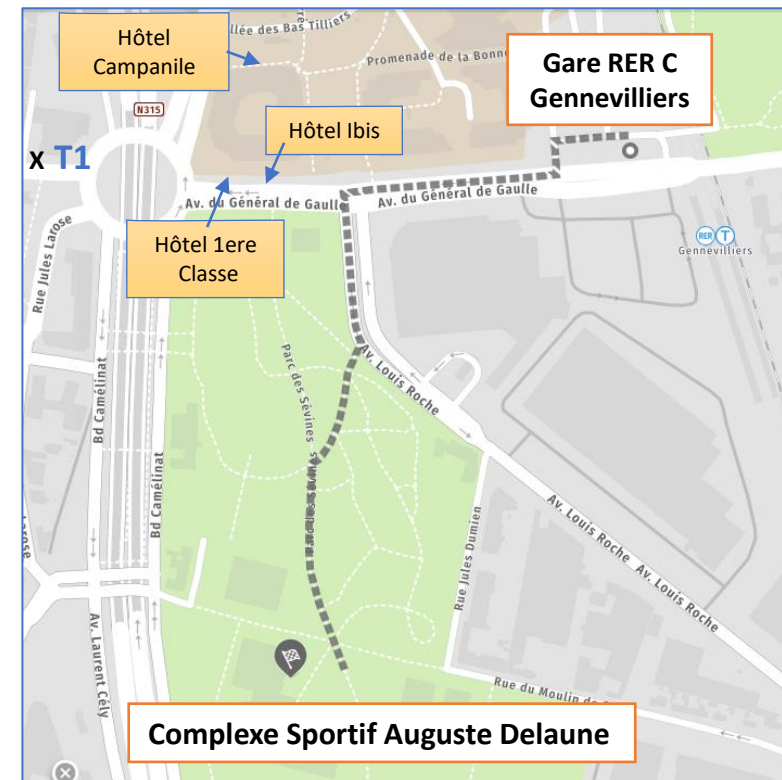 Hôtel
Campanile
llée des Bas Tilliers
Promenade de la Bonne
Gare RER C
Gennevilliers
N315
Hôtel Ibis
x T1
Av. du Général de Gaulle
Av. du Général de Gaulle
Hôtel 1ere
Classe
Rue Jules Larose
RER T
Gennevilliers
Parc des Sévines
Av. Louis Roche
Bd Camélinat
Bd Camélinat
Av. Louis Roche
Av. Louis Roche
Rue Jules Dumien
Larose
Av. Laurent Cély
Rue du Moulin de
Complexe Sportif Auguste Delaune